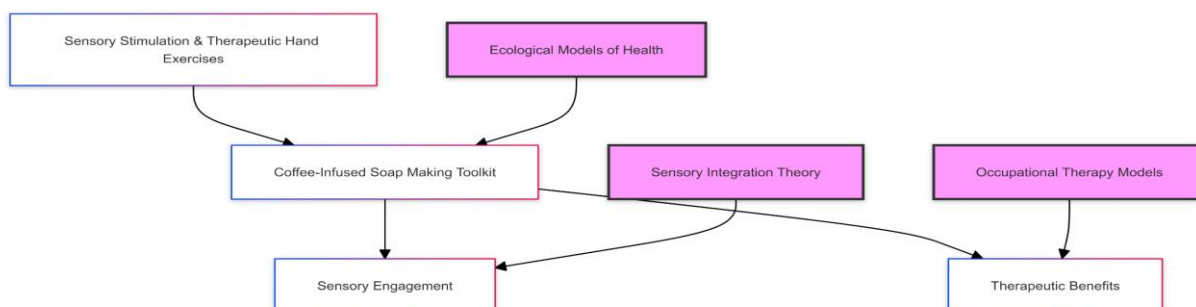 Sensory Stimulation & Therapeutic Hand
Exercises
Ecological Models of Health
Coffee-Infused Soap Making Toolkit
Sensory Integration Theory
Occupational Therapy Models
Sensory Engagement
Therapeutic Benefits